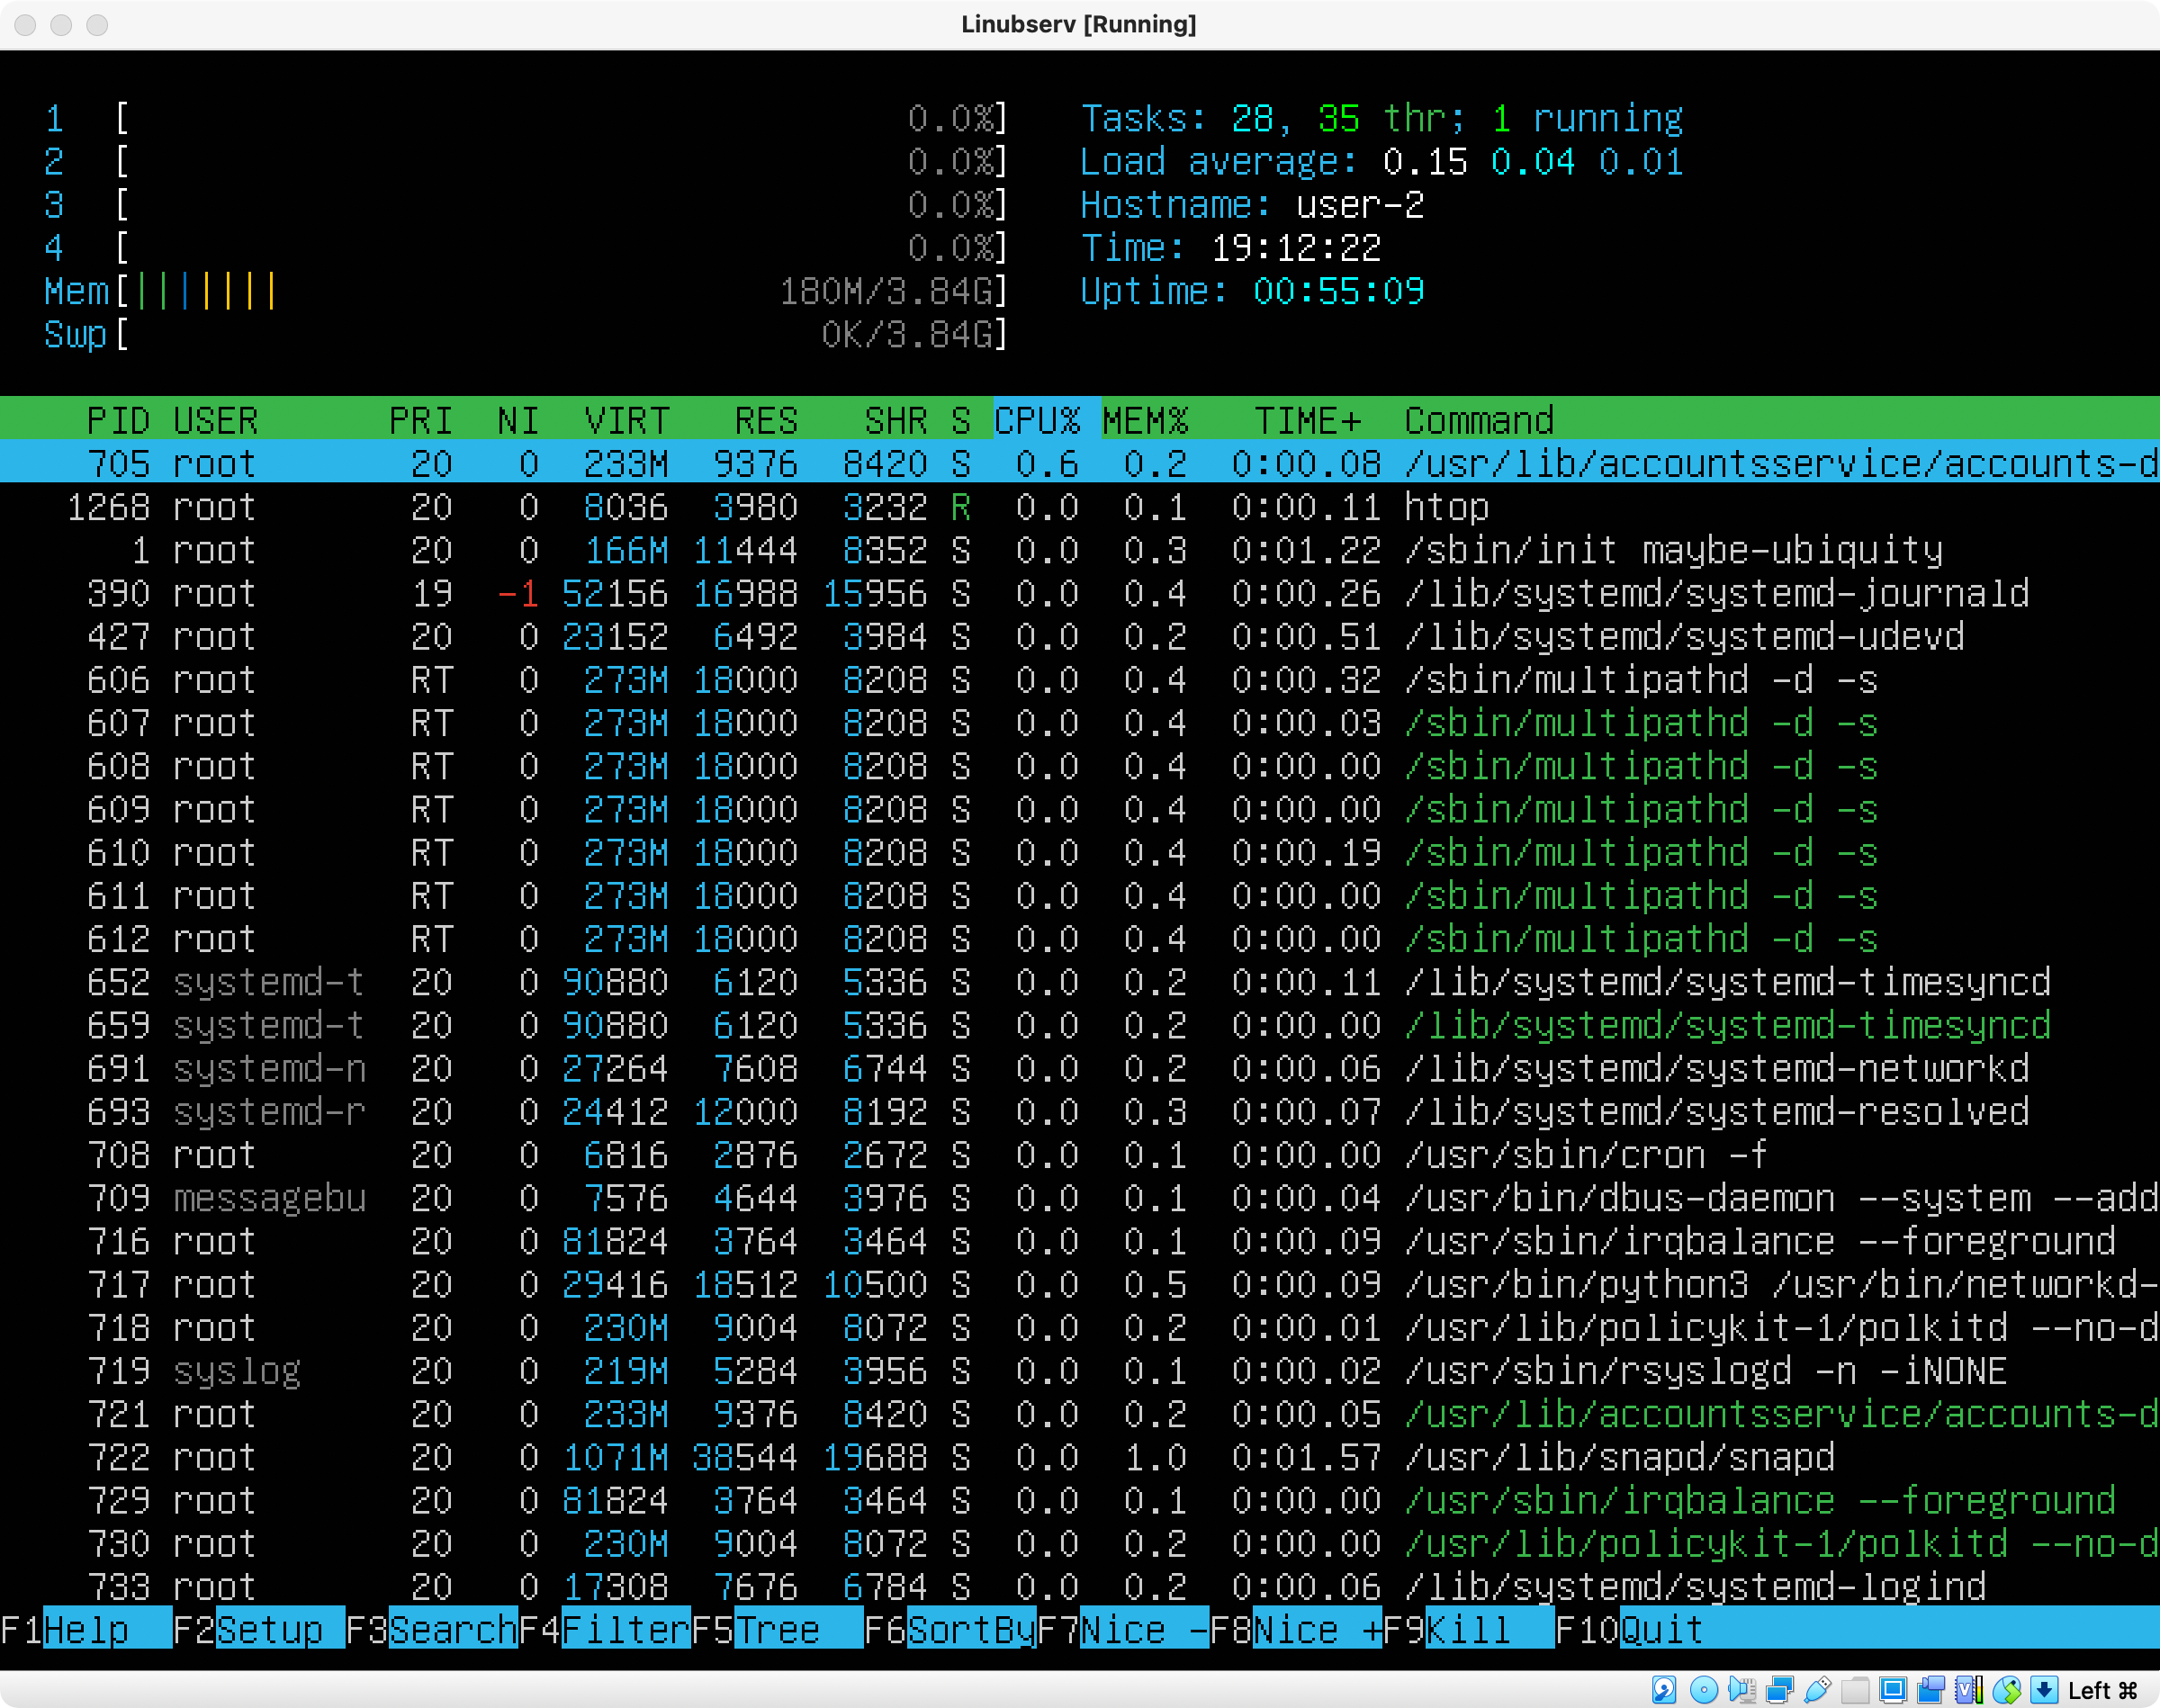 Linubserv [Running]
1 [ 0.0%] Tasks: 28, 35 thr; 1 running
2 [ 0.0%] Load average: 0.15 0.04 0.01
3 [ 0.0%] Hostname: user-2
4 [ 0.0%] Time: 19:12:22
Mem[||||||| 180M/3.84G] Uptime: 00:55:09
Swp[ 0K/3.84G]
PID USER PRI NI VIRT RES SHR S CPU% MEM% TIME+ Command
705 root 20 0 233M 9376 8420 S 0.6 0.2 0:00.08 /usr/lib/accountsservice/accounts-d
1268 root 20 0 8036 3980 3232 R 0.0 0.1 0:00.11 htop
1 root 20 0 166M 11444 8352 S 0.0 0.3 0:01.22 /sbin/init maybe-ubiquity
390 root 19 -1 52156 16988 15956 S 0.0 0.4 0:00.26 /lib/systemd/systemd-journald
427 root 20 0 23152 6492 3984 S 0.0 0.2 0:00.51 /lib/systemd/systemd-udevd
606 root RT 0 273M 18000 8208 S 0.0 0.4 0:00.32 /sbin/multipathd -d -s
607 root RT 0 273M 18000 8208 S 0.0 0.4 0:00.03 /sbin/multipathd -d -s
608 root RT 0 273M 18000 8208 S 0.0 0.4 0:00.00 /sbin/multipathd -d -s
609 root RT 0 273M 18000 8208 S 0.0 0.4 0:00.00 /sbin/multipathd -d -s
610 root RT 0 273M 18000 8208 S 0.0 0.4 0:00.19 /sbin/multipathd -d -s
611 root RT 0 273M 18000 8208 S 0.0 0.4 0:00.00 /sbin/multipathd -d -s
612 root RT 0 273M 18000 8208 S 0.0 0.4 0:00.00 /sbin/multipathd -d -s
652 systemd-t 20 0 90880 6120 5336 S 0.0 0.2 0:00.11 /lib/systemd/systemd-timesyncd
659 systemd-t 20 0 90880 6120 5336 S 0.0 0.2 0:00.00 /lib/systemd/systemd-timesyncd
691 systemd-n 20 0 27264 7608 6744 S 0.0 0.2 0:00.06 /lib/systemd/systemd-networkd
693 systemd-r 20 0 24412 12000 8192 S 0.0 0.3 0:00.07 /lib/systemd/systemd-resolved
708 root 20 0 6816 2876 2672 S 0.0 0.1 0:00.00 /usr/sbin/cron -f
709 messagebu 20 0 7576 4644 3976 S 0.0 0.1 0:00.04 /usr/bin/dbus-daemon --system --add
716 root 20 0 81824 3764 3464 S 0.0 0.1 0:00.09 /usr/sbin/irqbalance --foreground
717 root 20 0 29416 18512 10500 S 0.0 0.5 0:00.09 /usr/bin/python3 /usr/bin/networkd-
718 root 20 0 230M 9004 8072 S 0.0 0.2 0:00.01 /usr/lib/policykit-1/polkitd --no-d
719 syslog 20 0 219M 5284 3956 S 0.0 0.1 0:00.02 /usr/sbin/rsyslogd -n -iNONE
721 root 20 0 233M 9376 8420 S 0.0 0.2 0:00.05 /usr/lib/accountsservice/accounts-d
722 root 20 0 1071M 38544 19688 S 0.0 1.0 0:01.57 /usr/lib/snapd/snapd
729 root 20 0 81824 3764 3464 S 0.0 0.1 0:00.00 /usr/sbin/irqbalance --foreground
730 root 20 0 230M 9004 8072 S 0.0 0.2 0:00.00 /usr/lib/policykit-1/polkitd --no-d
733 root 20 0 17308 7676 6784 S 0.0 0.2 0:00.06 /lib/systemd/systemd-logind
F1Help F2Setup F3SearchF4FilterF5Tree F6SortByF7Nice -F8Nice +F9Kill F10Quit
Left ⌘